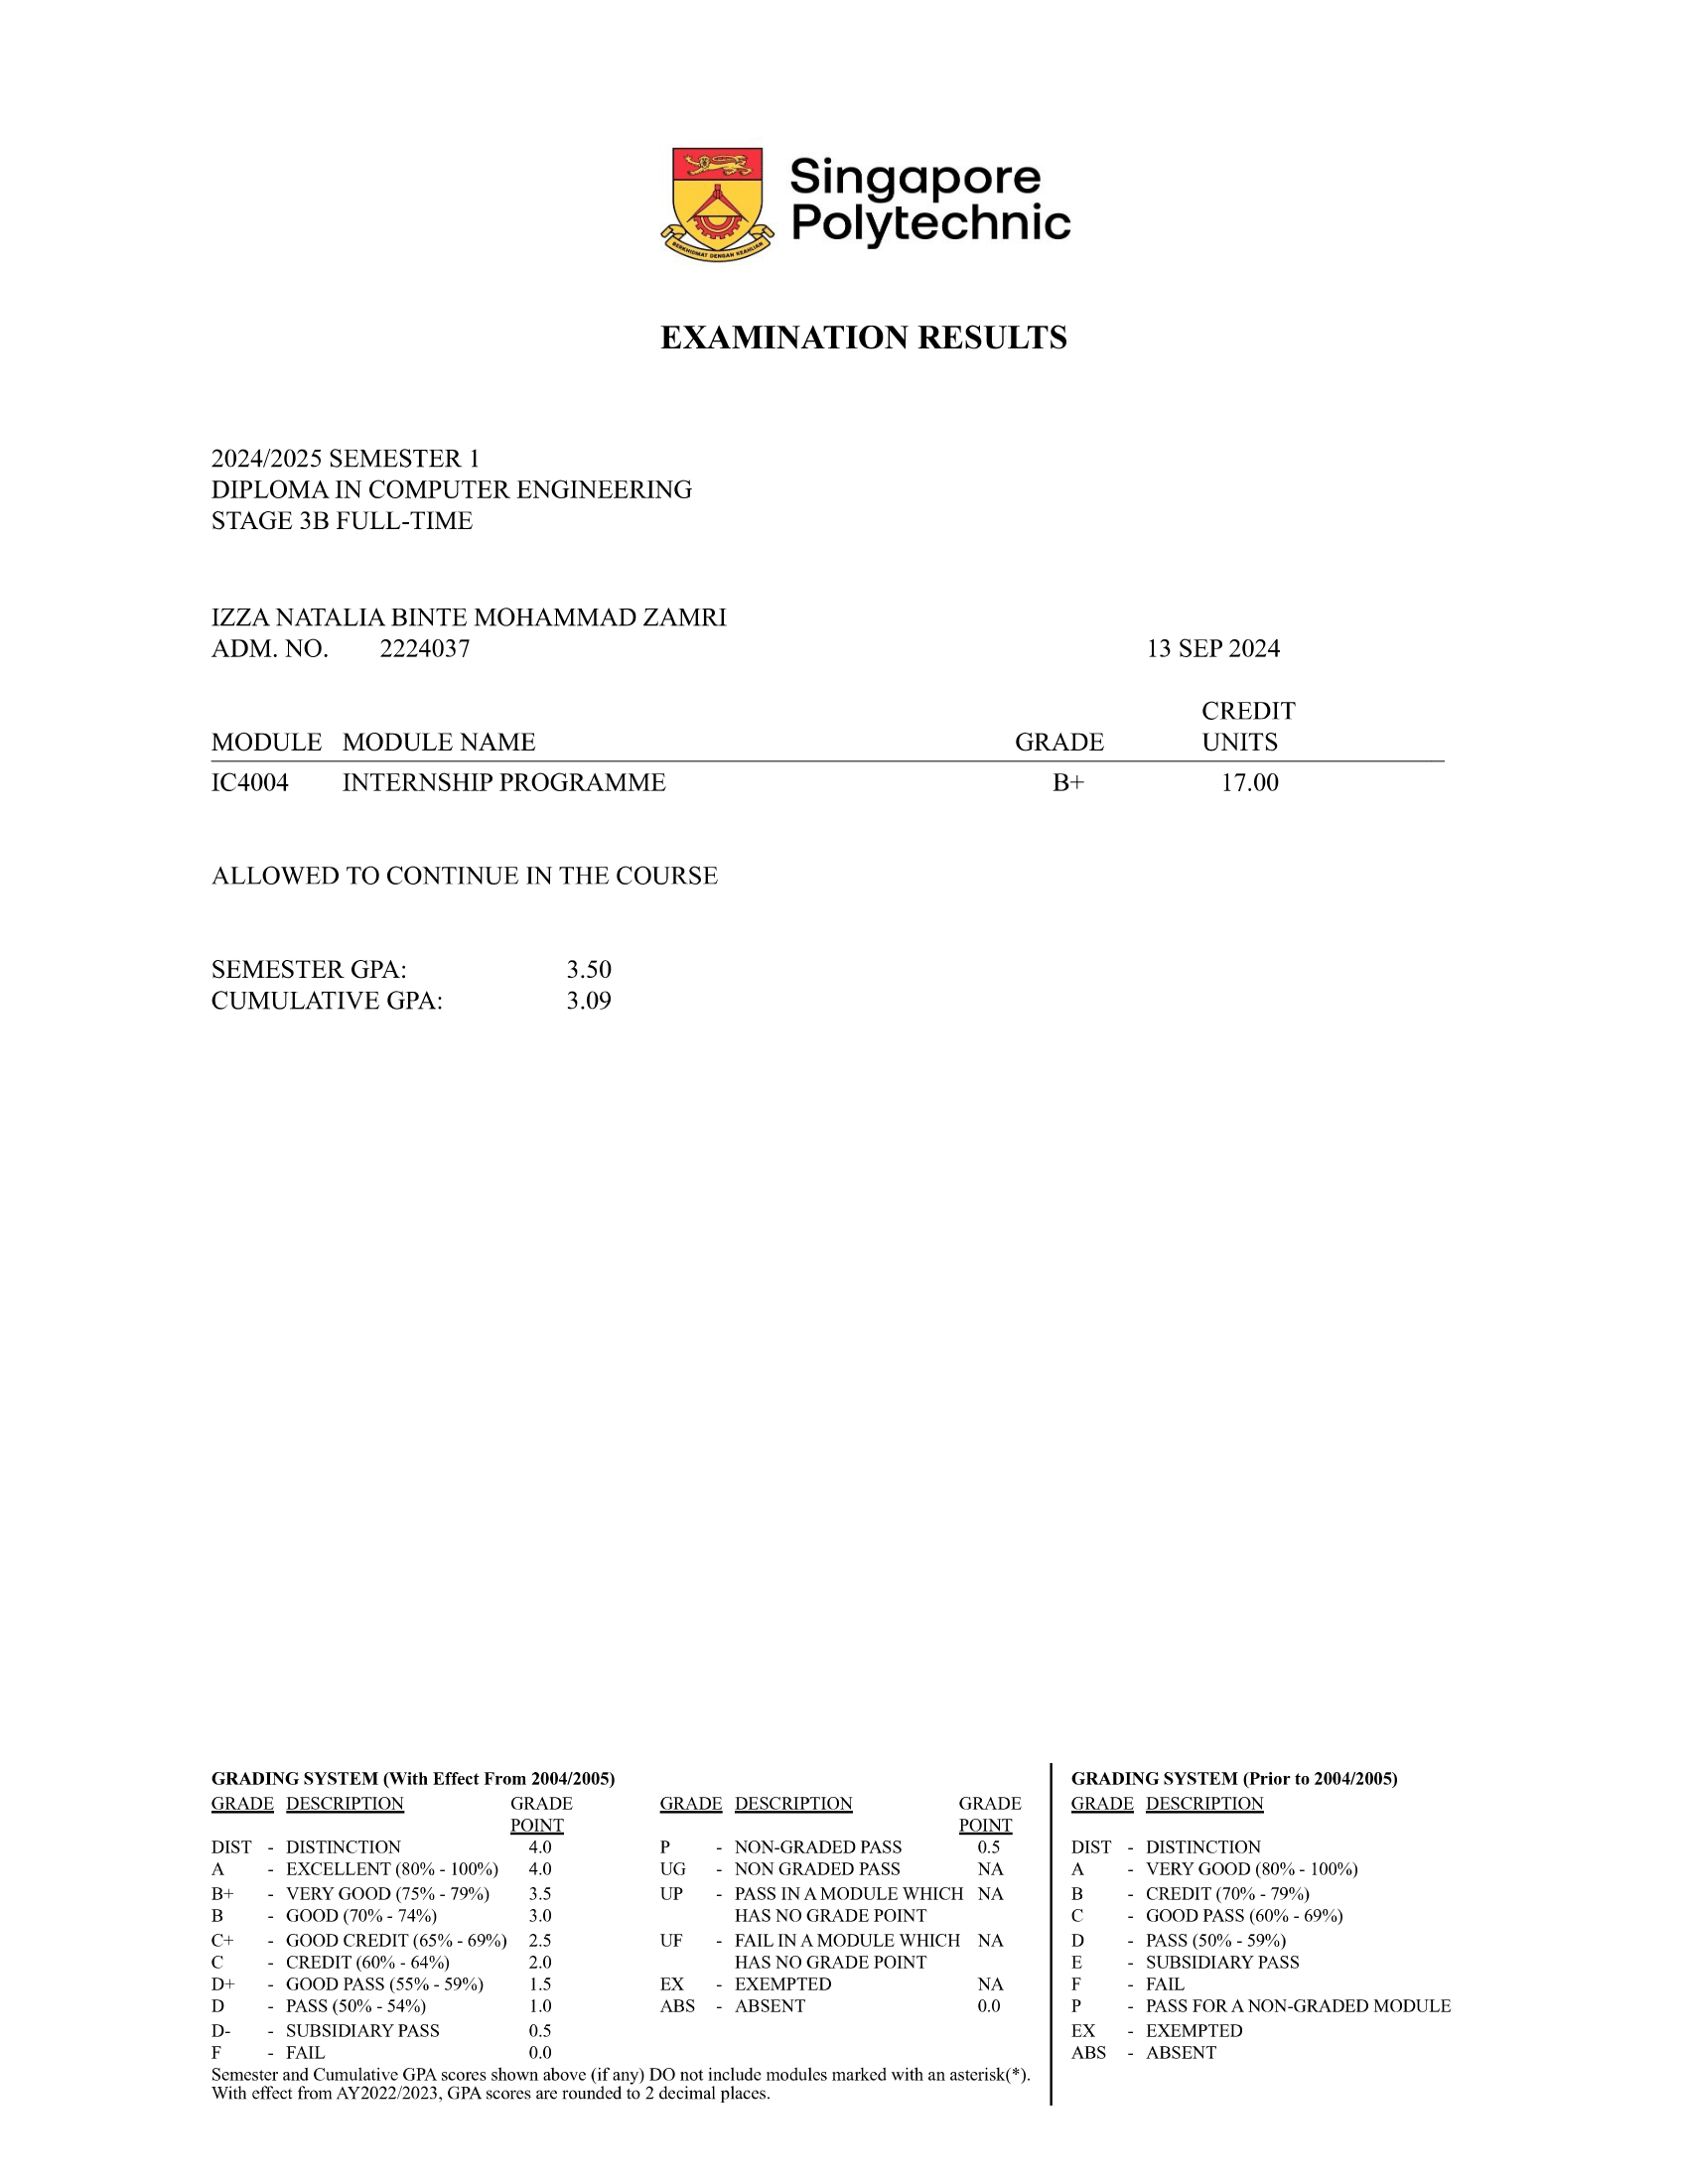 Singapore
Polytechnic
BERKHIDMAT DENGAN KEAHLIAN
EXAMINATION RESULTS
2024/2025 SEMESTER 1
DIPLOMA IN COMPUTER ENGINEERING
STAGE 3B FULL-TIME
IZZA NATALIA BINTE MOHAMMAD ZAMRI
ADM. NO. 2224037 13 SEP 2024
CREDIT
MODULE MODULE NAME GRADE UNITS
IC4004 INTERNSHIP PROGRAMME B+ 17.00
ALLOWED TO CONTINUE IN THE COURSE
SEMESTER GPA: 3.50
CUMULATIVE GPA: 3.09
GRADING SYSTEM (With Effect From 2004/2005)
GRADE DESCRIPTION GRADE
POINT
DIST - DISTINCTION 4.0
A - EXCELLENT (80% - 100%) 4.0
B+ - VERY GOOD (75% - 79%) 3.5
B - GOOD (70% - 74%) 3.0
C+ - GOOD CREDIT (65% - 69%) 2.5
C - CREDIT (60% - 64%) 2.0
D+ - GOOD PASS (55% - 59%) 1.5
D - PASS (50% - 54%) 1.0
D- - SUBSIDIARY PASS 0.5
F - FAIL 0.0
GRADE DESCRIPTION GRADE
POINT
P - NON-GRADED PASS 0.5
UG - NON GRADED PASS NA
UP - PASS IN A MODULE WHICH NA
HAS NO GRADE POINT
UF - FAIL IN A MODULE WHICH NA
HAS NO GRADE POINT
EX - EXEMPTED NA
ABS - ABSENT 0.0
Semester and Cumulative GPA scores shown above (if any) DO not include modules marked with an asterisk(*).
With effect from AY2022/2023, GPA scores are rounded to 2 decimal places.
GRADING SYSTEM (Prior to 2004/2005)
GRADE DESCRIPTION
DIST - DISTINCTION
A - VERY GOOD (80% - 100%)
B - CREDIT (70% - 79%)
C - GOOD PASS (60% - 69%)
D - PASS (50% - 59%)
E - SUBSIDIARY PASS
F - FAIL
P - PASS FOR A NON-GRADED MODULE
EX - EXEMPTED
ABS - ABSENT